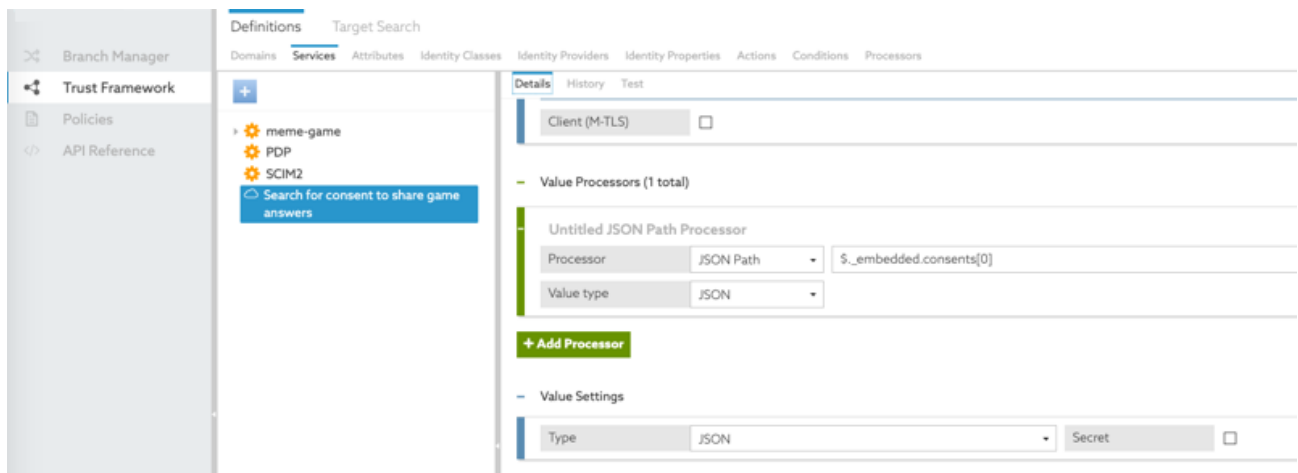 Definitions Target Search
Branch Manager
Trust Framework
Policies
API Reference
Domains Services Attributes Identity Classes Identity Providers Identity Properties Actions Conditions Processors
+
meme-game
PDP
SCIM2
Search for consent to share game
answers
Details History Test
Client (M-TLS)
− Value Processors (1 total)
Untitled JSON Path Processor
Processor JSON Path $._embedded.consents[0]
Value type JSON
+ Add Processor
− Value Settings
Type JSON Secret